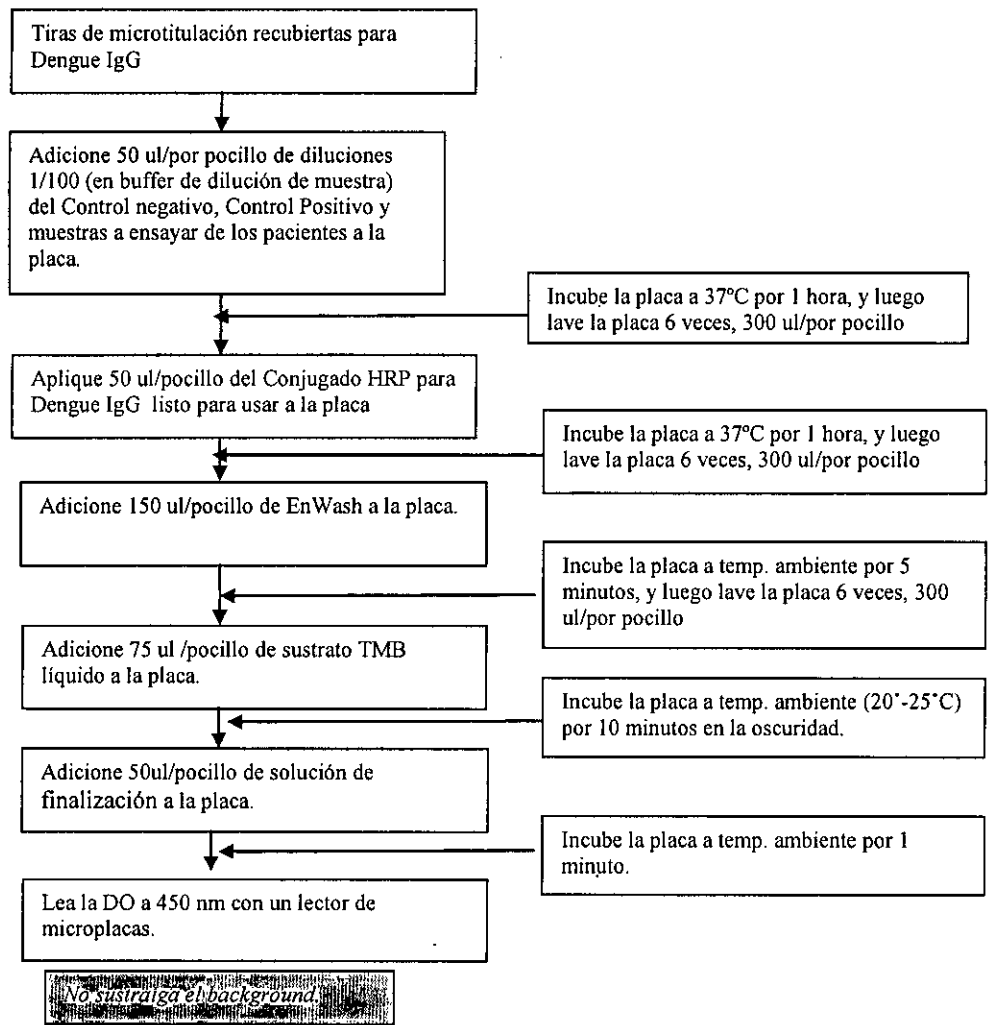 Tiras de microtitulación recubiertas para
Dengue IgG
Adicione 50 ul/por pocillo de diluciones
1/100 (en buffer de dilución de muestra)
del Control negativo, Control Positivo y
muestras a ensayar de los pacientes a la
placa.
Incube la placa a 37ºC por 1 hora, y luego
lave la placa 6 veces, 300 ul/por pocillo
Aplique 50 ul/pocillo del Conjugado HRP para
Dengue IgG listo para usar a la placa
Incube la placa a 37ºC por 1 hora, y luego
lave la placa 6 veces, 300 ul/por pocillo
Adicione 150 ul/pocillo de EnWash a la placa.
Incube la placa a temp. ambiente por 5
minutos, y luego lave la placa 6 veces, 300
ul/por pocillo
Adicione 75 ul /pocillo de sustrato TMB
líquido a la placa.
Incube la placa a temp. ambiente (20˚-25˚C)
por 10 minutos en la oscuridad.
Adicione 50ul/pocillo de solución de
finalización a la placa.
Incube la placa a temp. ambiente por 1
minuto.
Lea la DO a 450 nm con un lector de
microplacas.
No sustraiga el background.